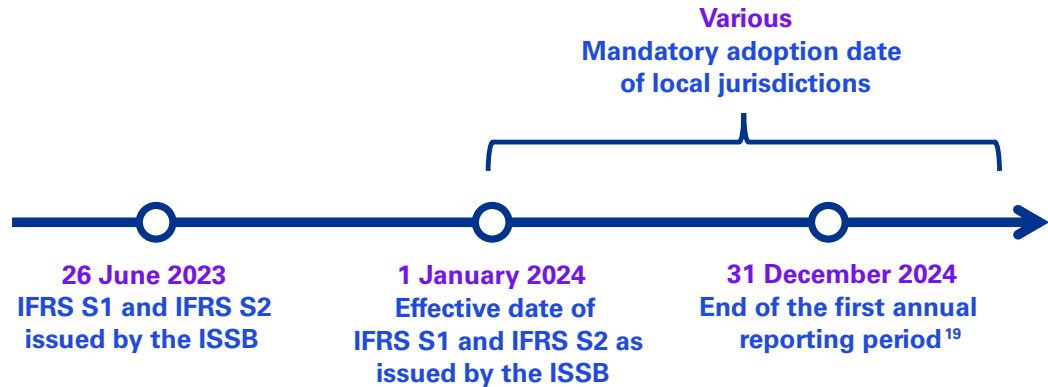 Various
Mandatory adoption date
of local jurisdictions
26 June 2023
IFRS S1 and IFRS S2
issued by the ISSB
1 January 2024
Effective date of
IFRS S1 and IFRS S2 as
issued by the ISSB
31 December 2024
End of the first annual
reporting period 19